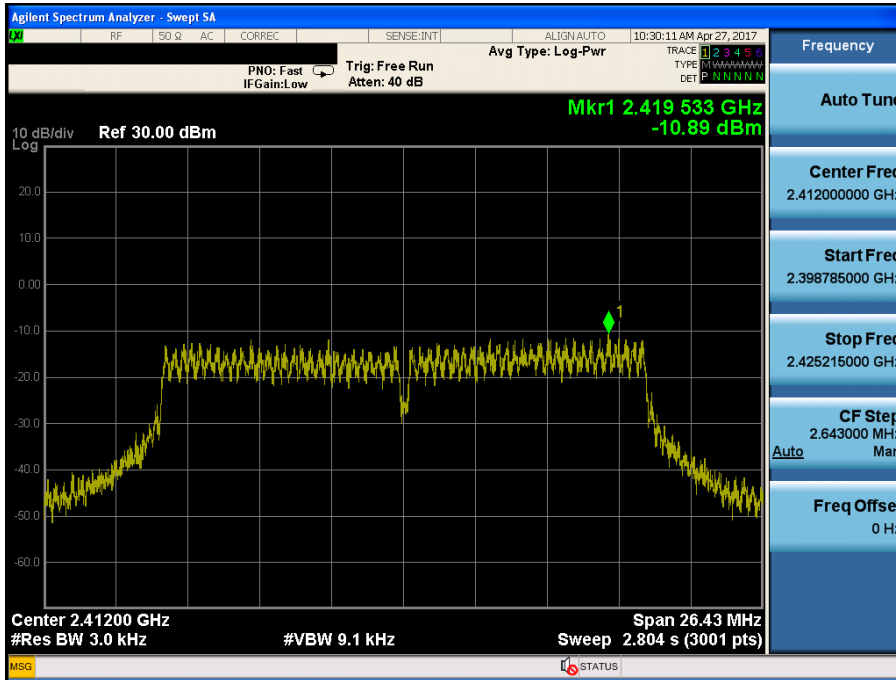 Agilent Spectrum Analyzer - Swept SA
LXI RF 50 Ω AC CORREC SENSE:INT ALIGN AUTO 10:30:11 AM Apr 27, 2017
Frequency
PNO: Fast
IFGain:Low
Trig: Free Run
Atten: 40 dB
Avg Type: Log-Pwr
TRACE 1 2 3 4 5 6
TYPE M
DET P N N N N N
Auto Tune
Mkr1 2.419 533 GHz
-10.89 dBm
10 dB/div Ref 30.00 dBm
Log
20.0
10.0
0.00
-10.0
-20.0
-30.0
-40.0
-50.0
-60.0
1
Center Freq
2.412000000 GHz
Start Freq
2.398785000 GHz
Stop Freq
2.425215000 GHz
CF Step
2.643000 MHz
Auto Man
Freq Offset
0 Hz
Center 2.41200 GHz Span 26.43 MHz
#Res BW 3.0 kHz #VBW 9.1 kHz Sweep 2.804 s (3001 pts)
MSG STATUS